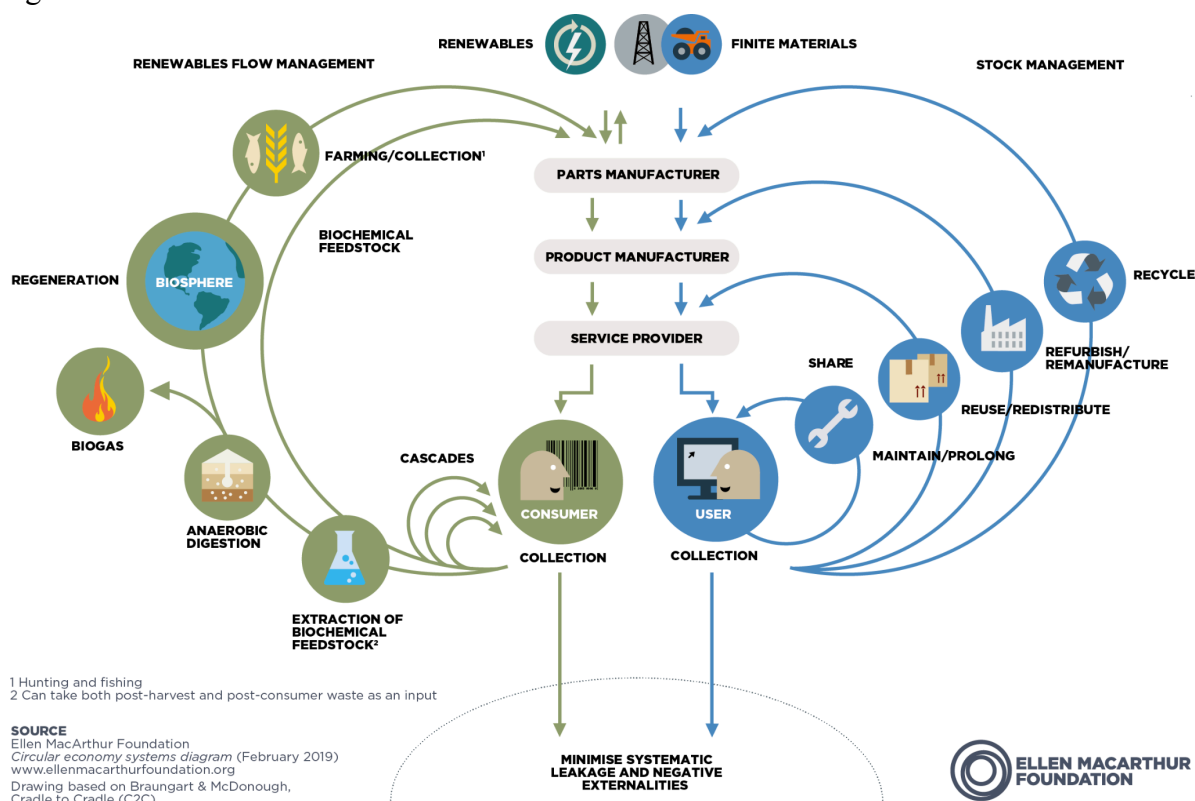 RENEWABLES
FINITE MATERIALS
RENEWABLES FLOW MANAGEMENT
STOCK MANAGEMENT
FARMING/COLLECTION¹
PARTS MANUFACTURER
BIOCHEMICAL
FEEDSTOCK
PRODUCT MANUFACTURER
REGENERATION
BIOSPHERE
RECYCLE
SERVICE PROVIDER
SHARE
REFURBISH/
REMANUFACTURE
REUSE/REDISTRIBUTE
BIOGAS
CASCADES
MAINTAIN/PROLONG
CONSUMER
USER
ANAEROBIC
DIGESTION
COLLECTION
COLLECTION
EXTRACTION OF
BIOCHEMICAL
FEEDSTOCK²
1 Hunting and fishing
2 Can take both post-harvest and post-consumer waste as an input
SOURCE
Ellen MacArthur Foundation
Circular economy systems diagram (February 2019)
www.ellenmacarthurfoundation.org
Drawing based on Braungart & McDonough,
Cradle to Cradle (C2C)
MINIMISE SYSTEMATIC
LEAKAGE AND NEGATIVE
EXTERNALITIES
ELLEN MACARTHUR
FOUNDATION